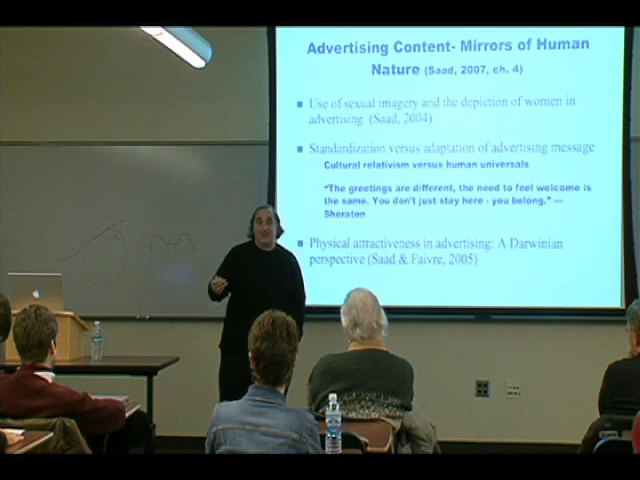 Advertising Content- Mirrors of Human
Nature (Saad, 2007, ch. 4)
Use of sexual imagery and the depiction of women in
advertising (Saad, 2004)
Standardization versus adaptation of advertising message
Cultural relativism versus human universals
"The greetings are different, the need to feel welcome is
the same. You don't just stay here - you belong." —
Sheraton
Physical attractiveness in advertising: A Darwinian
perspective (Saad & Faivre, 2005)